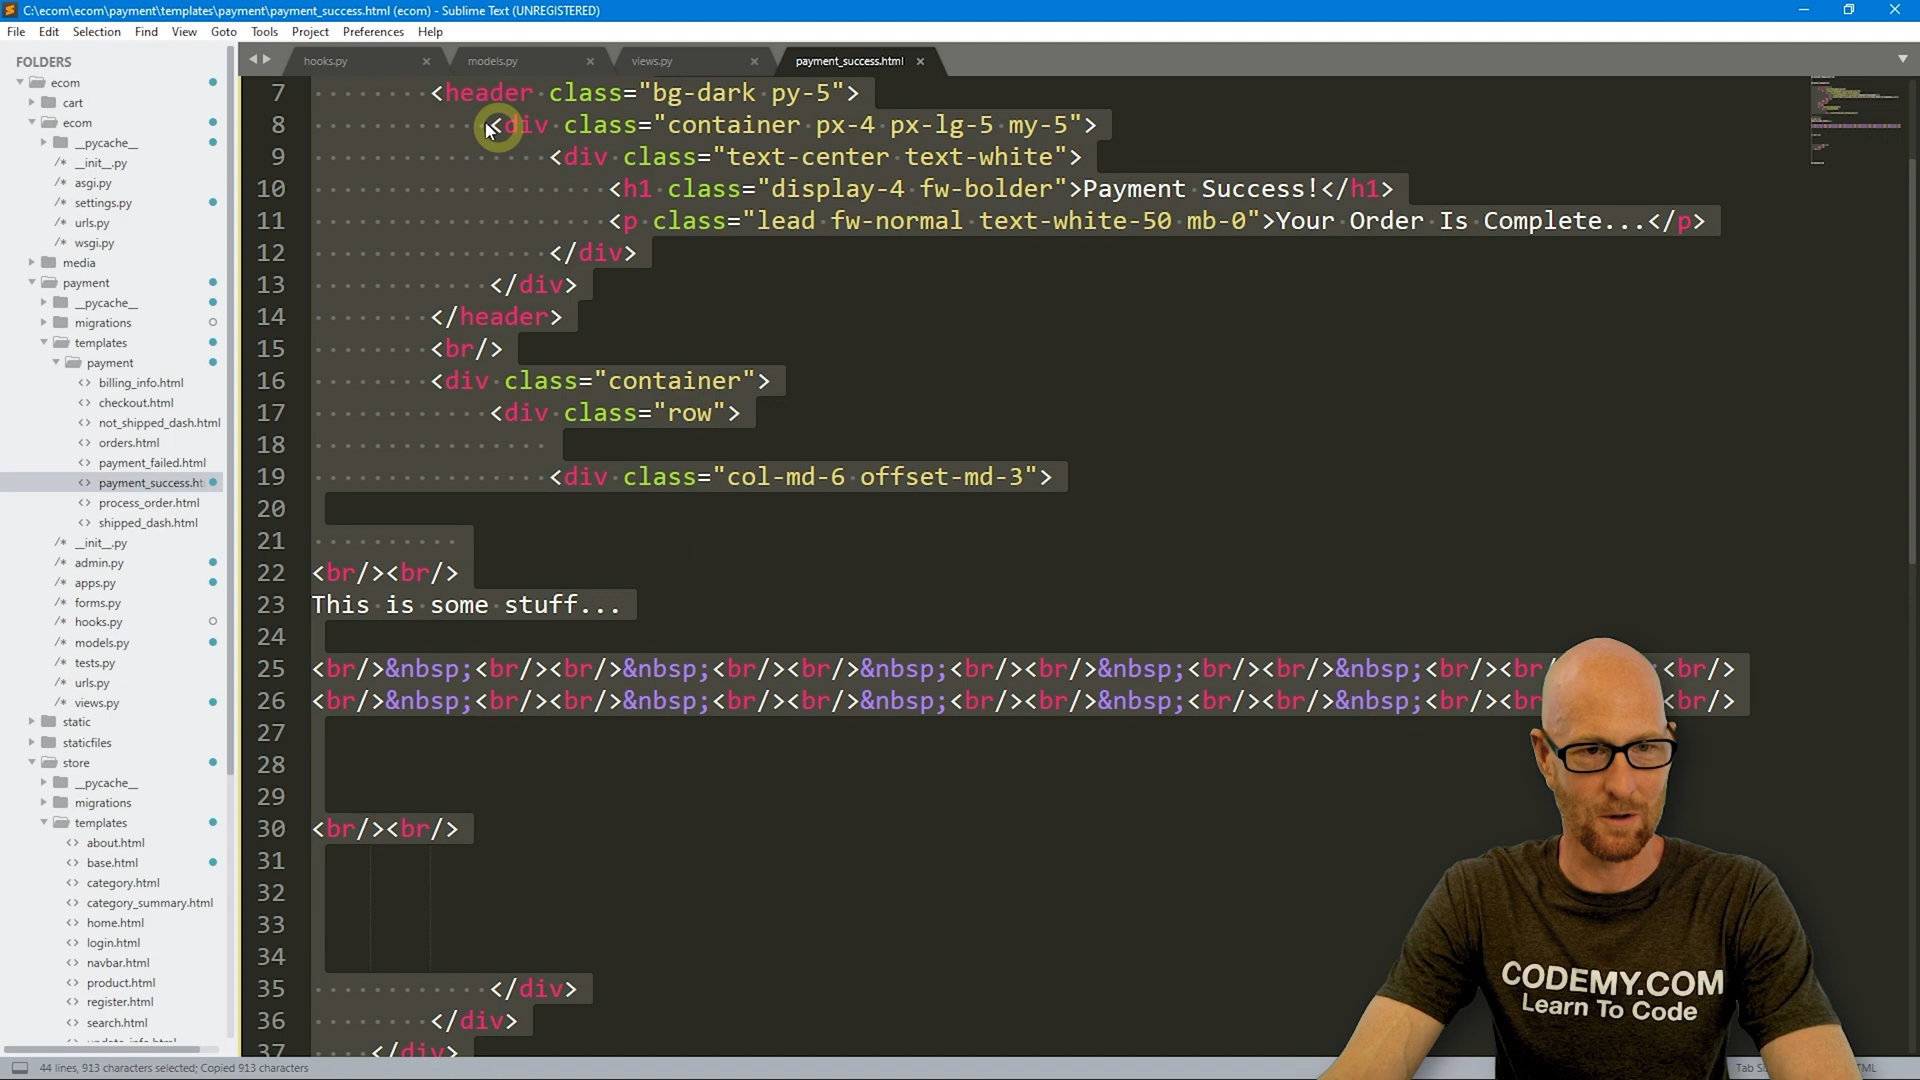 C:\ecom\ecom\payment\templates\payment\payment_success.html (ecom) - Sublime Text (UNREGISTERED)
File Edit Selection Find View Goto Tools Project Preferences Help
FOLDERS
ecom
cart
ecom
__pycache__
__init__.py
asgi.py
settings.py
urls.py
wsgi.py
media
payment
__pycache__
migrations
templates
payment
billing_info.html
checkout.html
not_shipped_dash.html
orders.html
payment_failed.html
payment_success.ht
process_order.html
shipped_dash.html
__init__.py
admin.py
apps.py
forms.py
hooks.py
models.py
tests.py
urls.py
views.py
static
staticfiles
store
__pycache__
migrations
templates
about.html
base.html
category.html
category_summary.html
home.html
login.html
navbar.html
product.html
register.html
search.html
hooks.py models.py views.py payment_success.html
7 <header class="bg-dark py-5">
8 <div class="container px-4 px-lg-5 my-5">
9 <div class="text-center text-white">
10 <h1 class="display-4 fw-bolder">Payment Success!</h1>
11 <p class="lead fw-normal text-white-50 mb-0">Your Order Is Complete...</p>
12 </div>
13 </div>
14 </header>
15 <br/>
16 <div class="container">
17 <div class="row">
18
19 <div class="col-md-6 offset-md-3">
20
21
22 <br/><br/>
23 This is some stuff...
24
25 <br/>&nbsp;<br/><br/>&nbsp;<br/><br/>&nbsp;<br/><br/>&nbsp;<br/><br/>&nbsp;<br/><br <br/>
26 <br/>&nbsp;<br/><br/>&nbsp;<br/><br/>&nbsp;<br/><br/>&nbsp;<br/><br/>&nbsp;<br/><br <br/>
27
28
29
30 <br/><br/>
31
32
33
34
35 </div>
36 </div>
37 </div>
CODEMY.COM
Learn To Code
44 lines, 913 characters selected; Copied 913 characters
Tab